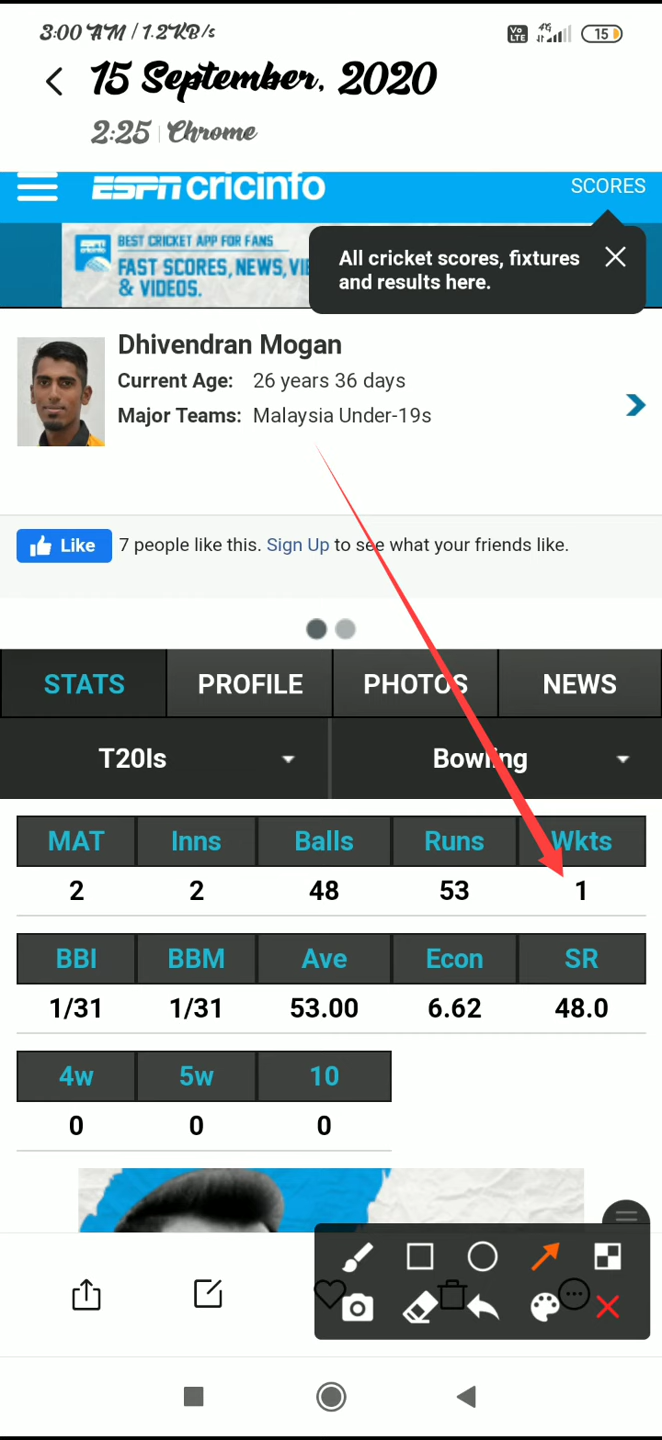 3:00 AM / 1.2KB/s Vo LTE 4G 15
15 September, 2020
2:25 | Chrome
ESPN cricinfo SCORES
BEST CRICKET APP FOR FANS
FAST SCORES, NEWS,
& VIDEOS.
All cricket scores, fixtures
and results here.
Dhivendran Mogan
Current Age: 26 years 36 days
Major Teams: Malaysia Under-19s
Like 7 people like this. Sign Up to see what your friends like.
STATS PROFILE PHOTOS NEWS
T20Is Bowling
MAT Inns Balls Runs Wkts
2 2 48 53 1
BBI BBM Ave Econ SR
1/31 1/31 53.00 6.62 48.0
4w 5w 10
0 0 0